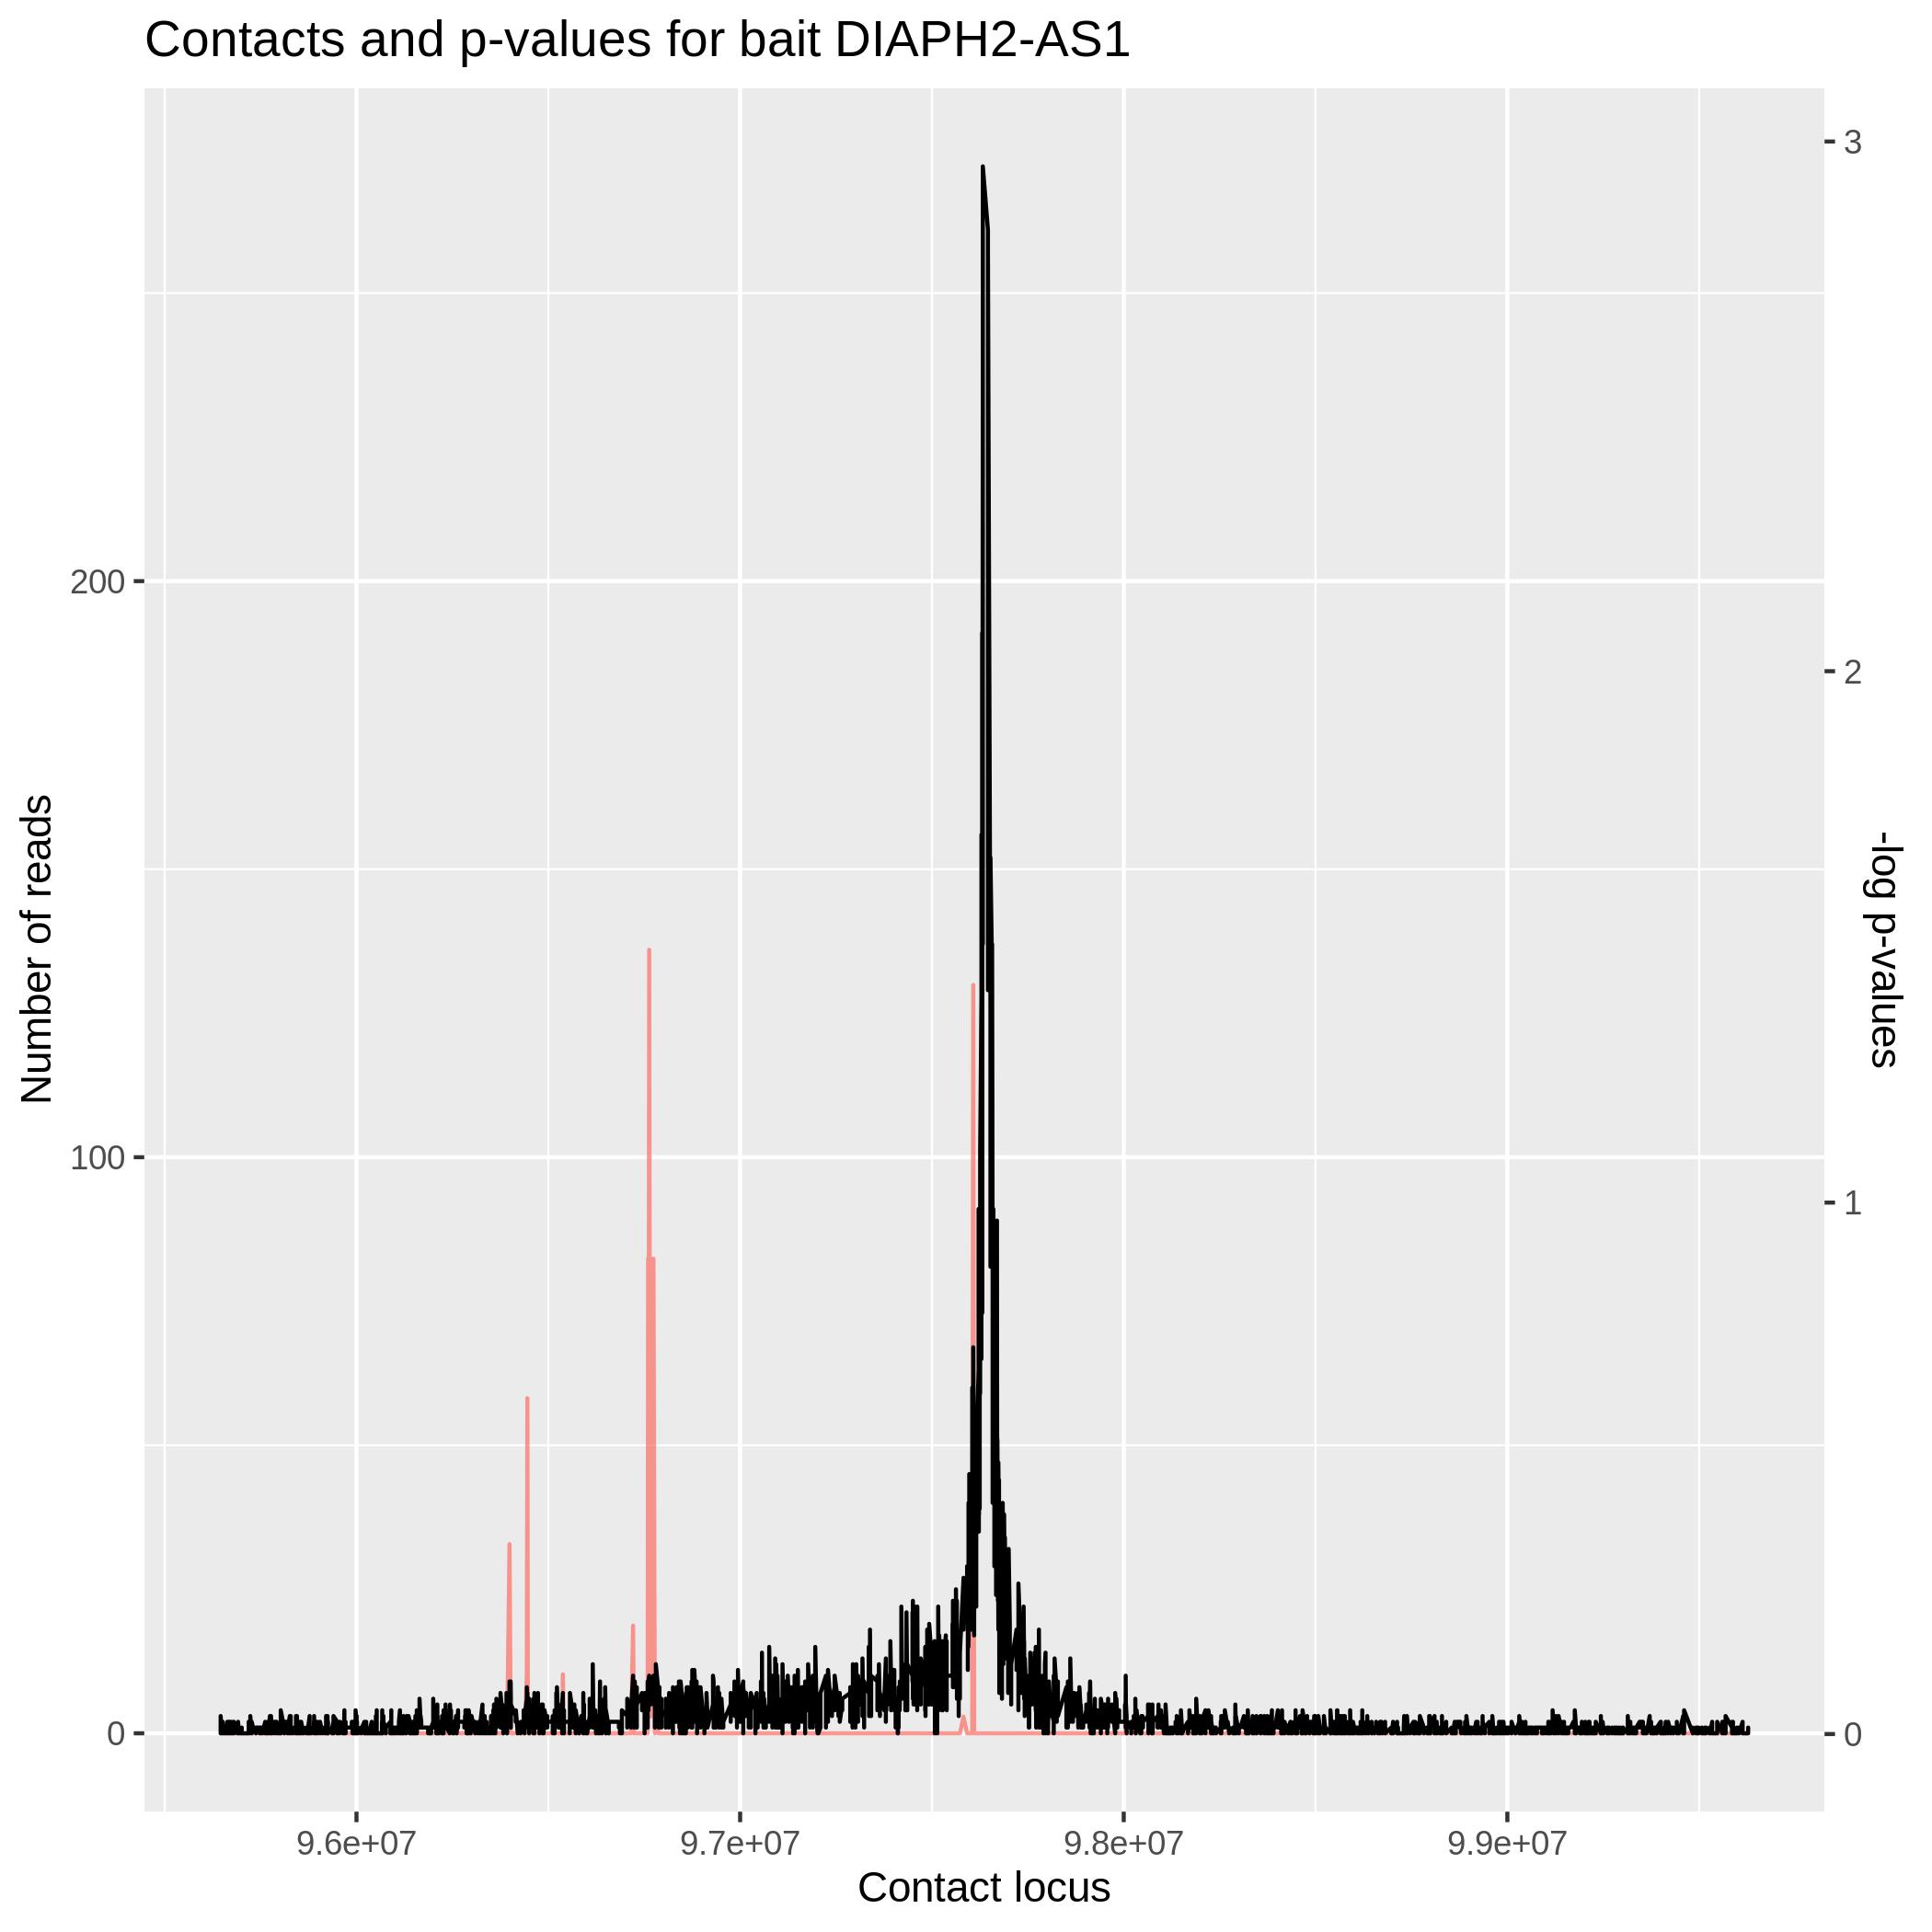 Contacts and p-values for bait DIAPH2-AS1
3
200
2
Number of reads
-log p-values
100
1
0
0
9.6e+07
9.7e+07
9.8e+07
9.9e+07
Contact locus